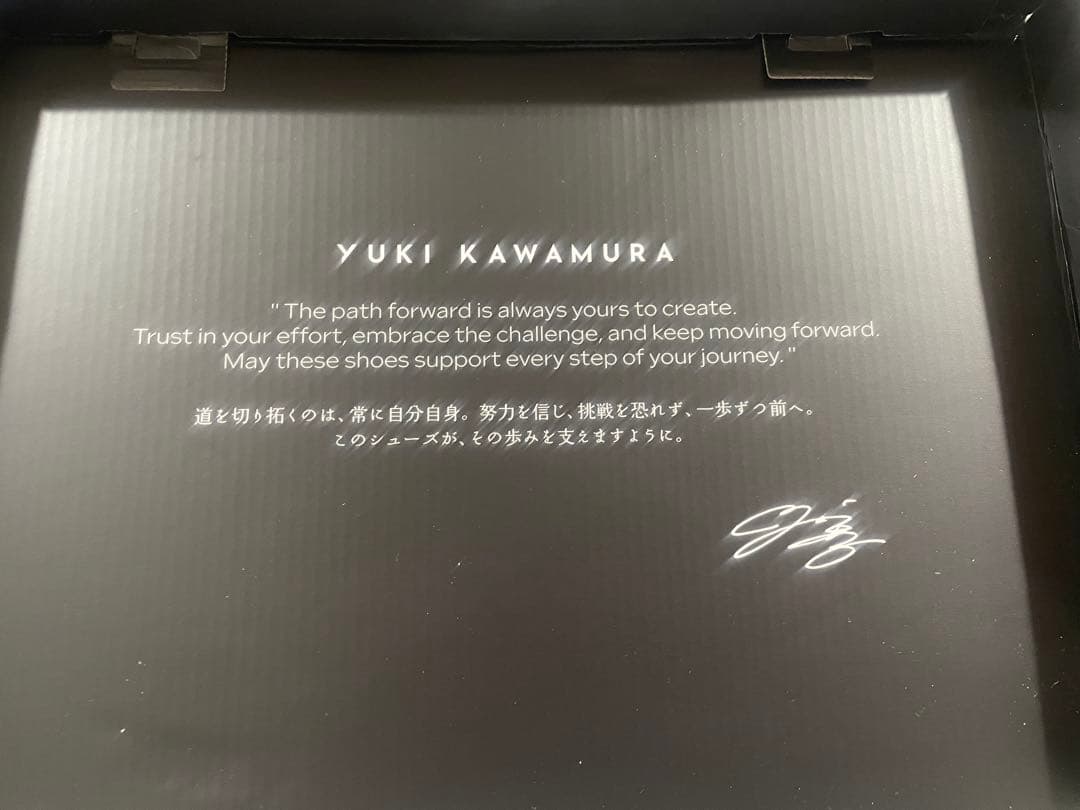 YUKI KAWAMURA
" The path forward is always yours to create.
Trust in your effort, embrace the challenge, and keep moving forward.
May these shoes support every step of your journey. "
道を切り拓くのは、常に自分自身。努力を信じ、挑戦を恐れず、一歩ずつ前へ。
このシューズが、その歩みを支えますように。